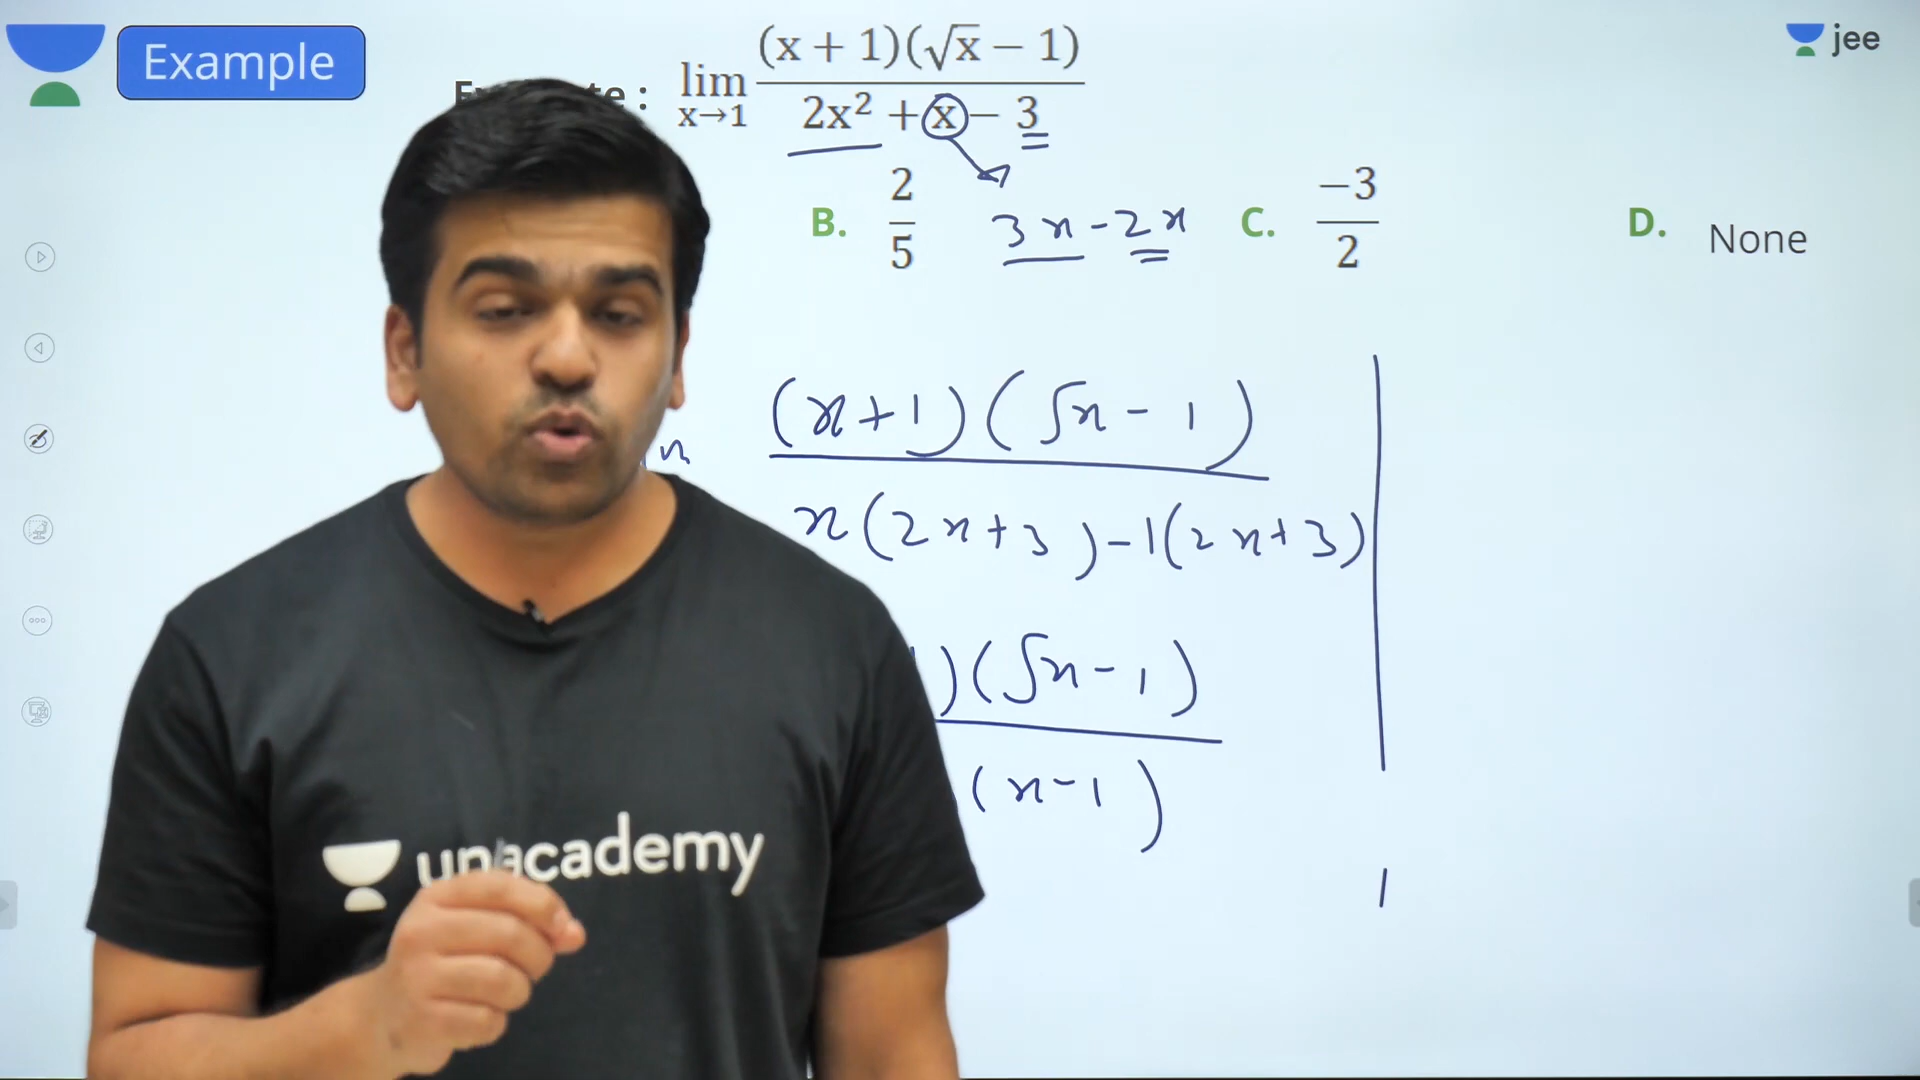 Example
jee
lim x→1 (x + 1)(√x − 1) / 2x² + x − 3
B. 2/5
3x - 2x
C. −3/2
D. None
(x+1)(√x - 1)
x(2x+3) - 1(2x+3)
)(√x - 1)
(x-1)
unacademy